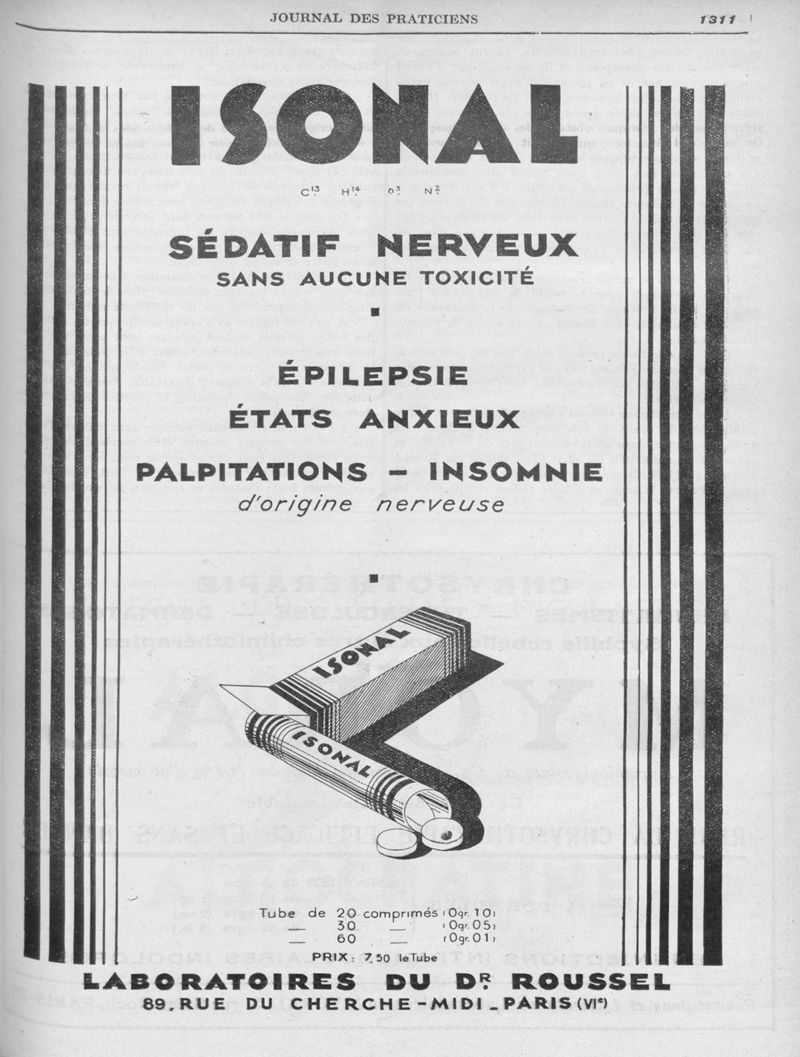 JOURNAL DES PRATICIENS 1311
ISONAL
C¹³ H¹⁴ O³ N²
SÉDATIF NERVEUX
SANS AUCUNE TOXICITÉ
ÉPILEPSIE
ÉTATS ANXIEUX
PALPITATIONS – INSOMNIE
d'origine nerveuse
ISONAL
ISONAL
Tube de 20 comprimés (0gr.10)
— 30 — (0gr.05)
— 60 — (0gr.01)
PRIX: 7,50 le Tube
LABORATOIRES DU DR. ROUSSEL
89, RUE DU CHERCHE-MIDI _ PARIS (VIe)